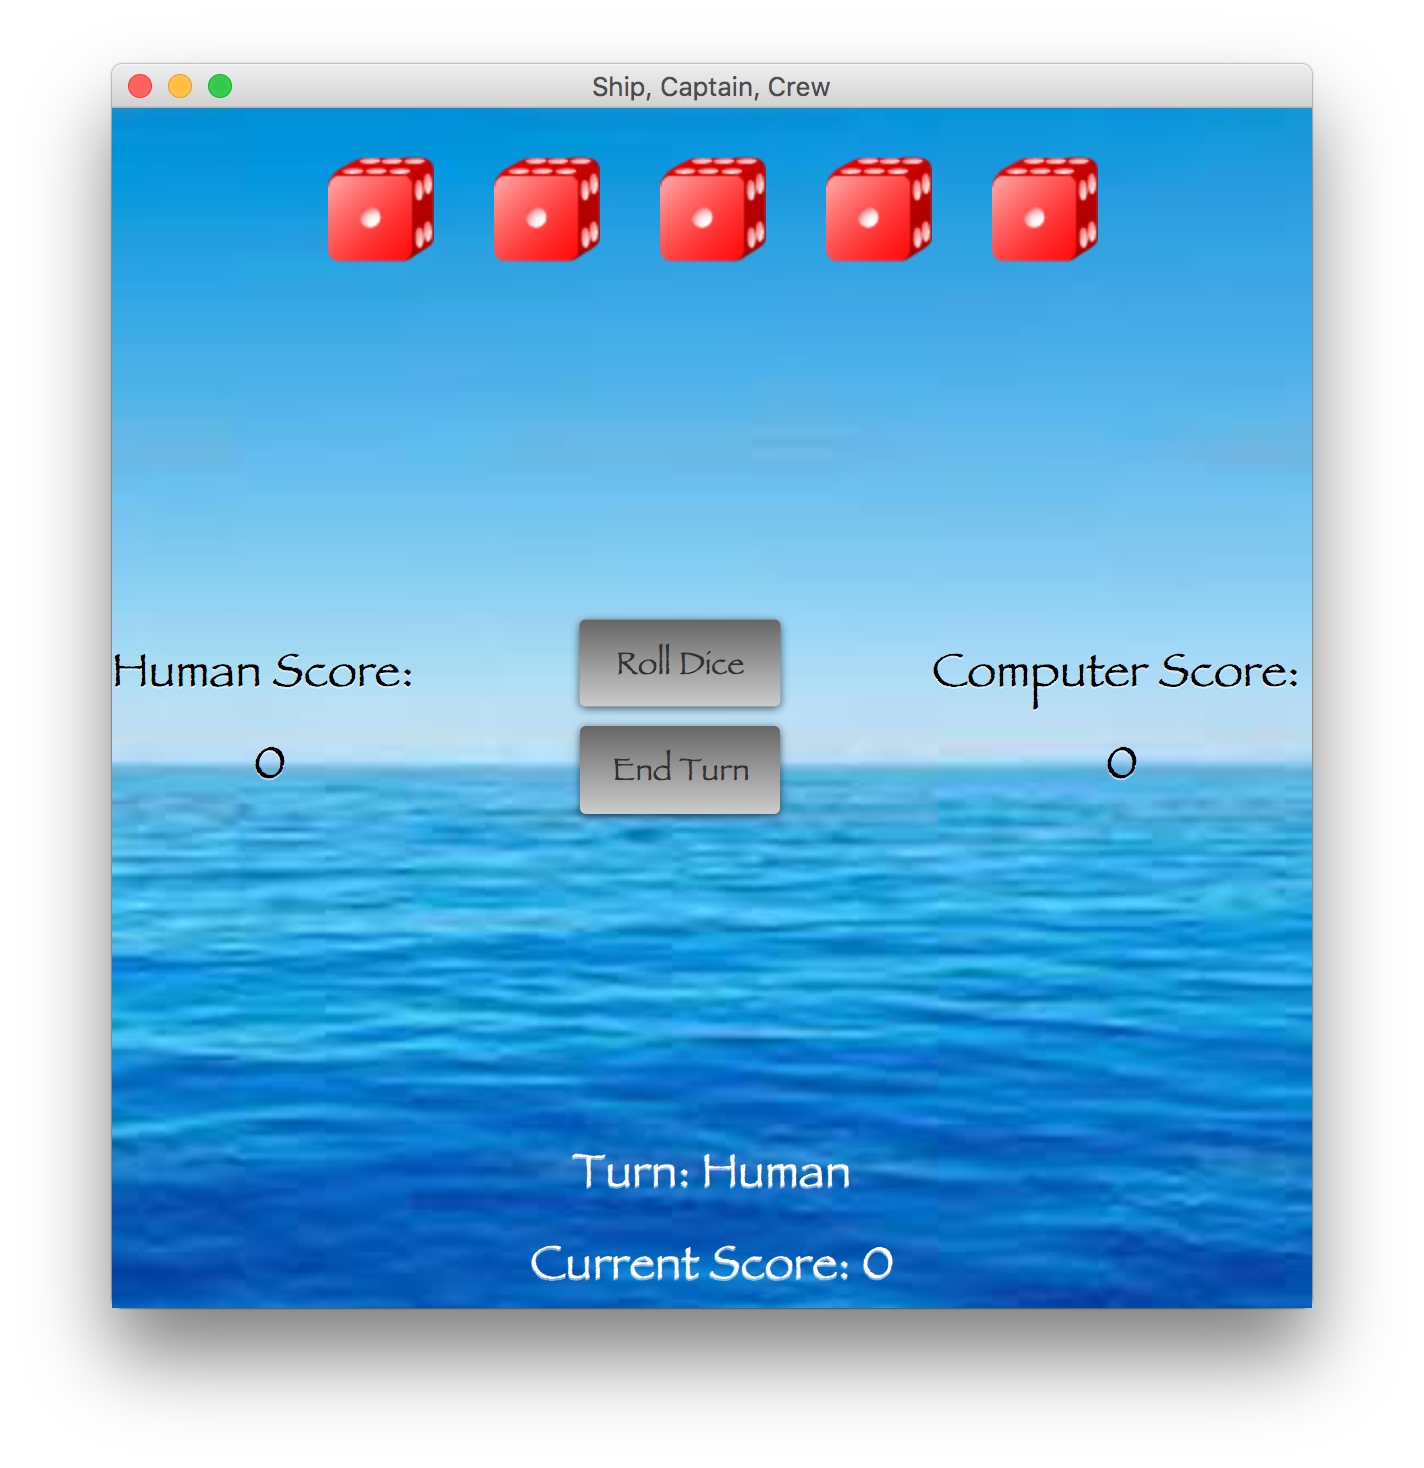 Ship, Captain, Crew
Human Score:
0
Roll Dice
End Turn
Computer Score:
0
Turn: Human
Current Score: 0